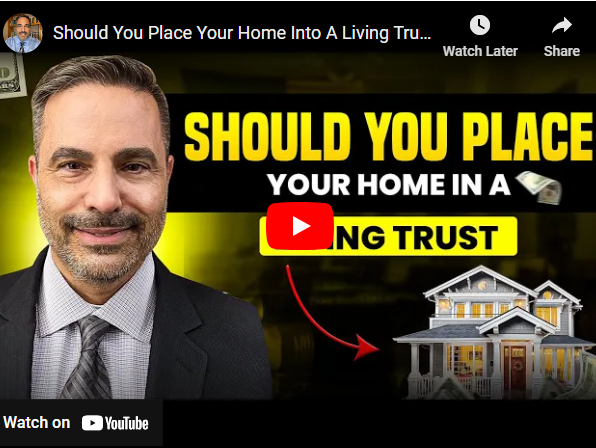 Should You Place Your Home Into A Living Tru...
Watch Later
Share
SHOULD YOU PLACE
YOUR HOME IN A
ING TRUST
Watch on YouTube